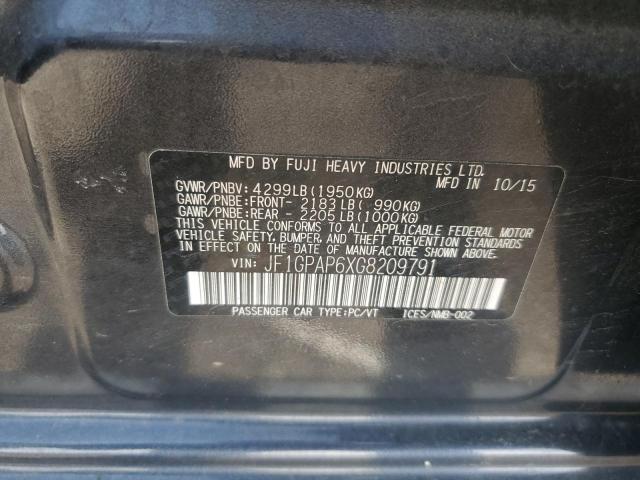 MFD BY FUJI HEAVY INDUSTRIES LTD.
MFD IN 10/15
GVWR/PNBV: 4299LB(1950KG)
GAWR/PNBE:FRONT- 2183LB( 990KG)
GAWR/PNBE:REAR - 2205LB(1000KG)
THIS VEHICLE CONFORMS TO ALL APPLICABLE FEDERAL MOTOR
VEHICLE SAFETY,BUMPER, AND THEFT PREVENTION STANDARDS
IN EFFECT ON THE DATE OF MANUFACTURE SHOWN ABOVE.
VIN: JF1GPAP6XG8209791
PASSENGER CAR TYPE:PC/VT ICES/NMB-002